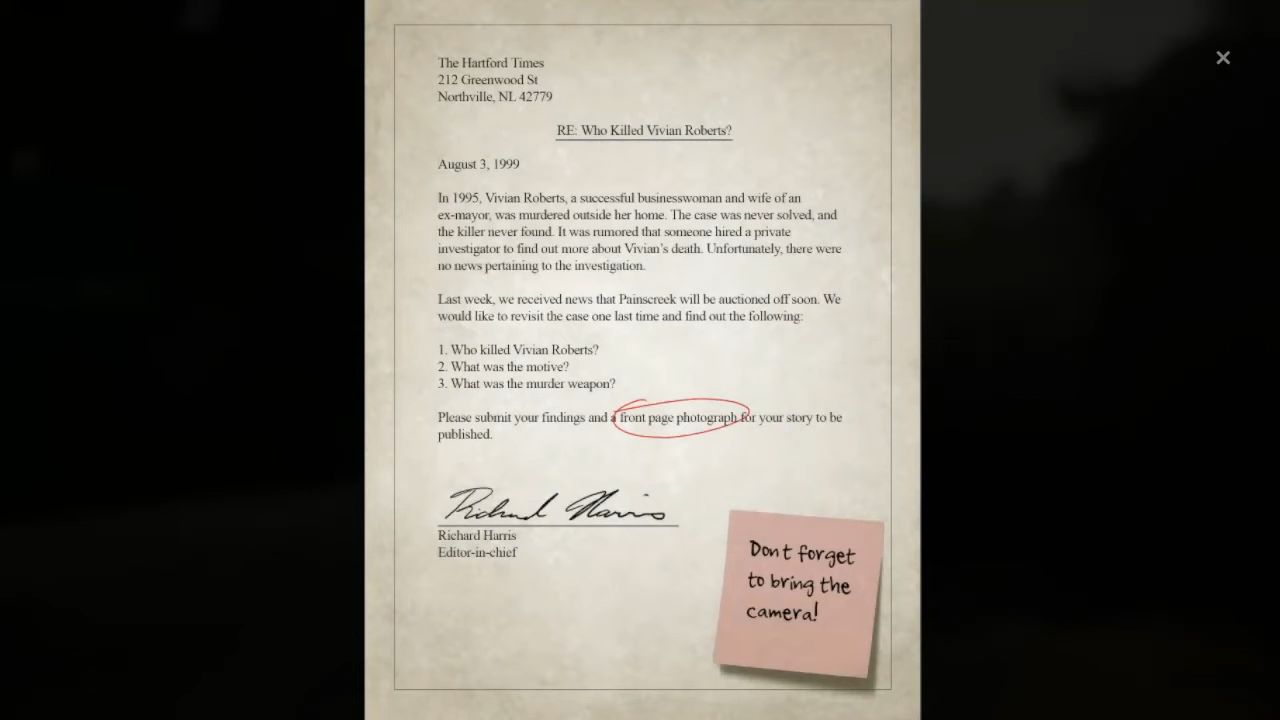 The Hartford Times
212 Greenwood St
Northville, NL 42779
RE: Who Killed Vivian Roberts?
August 3, 1999
In 1995, Vivian Roberts, a successful businesswoman and wife of an
ex-mayor, was murdered outside her home. The case was never solved, and
the killer never found. It was rumored that someone hired a private
investigator to find out more about Vivian's death. Unfortunately, there were
no news pertaining to the investigation.
Last week, we received news that Painscreek will be auctioned off soon. We
would like to revisit the case one last time and find out the following:
1. Who killed Vivian Roberts?
2. What was the motive?
3. What was the murder weapon?
Please submit your findings and a front page photograph for your story to be
published.
Richard Harris
Richard Harris
Editor-in-chief
Dont forget
to bring the
camera!